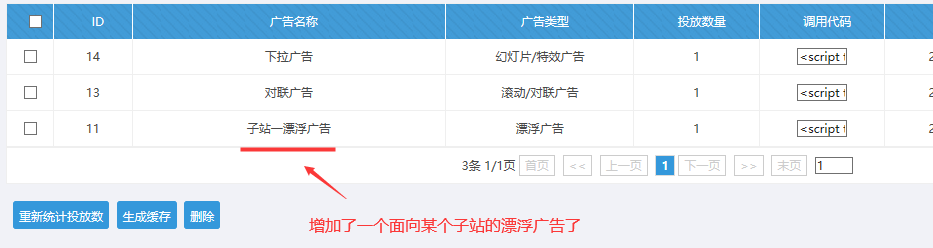 ID 广告名称 广告类型 投放数量 调用代码
14 下拉广告 幻灯片/特效广告 1 <script t 2
13 对联广告 滚动/对联广告 1 <script t 2
11 子站一漂浮广告 漂浮广告 1 <script t 2
3条 1/1页 首页 << 上一页 1 下一页 >> 末页 1
重新统计投放数 生成缓存 删除
增加了一个面向某个子站的漂浮广告了